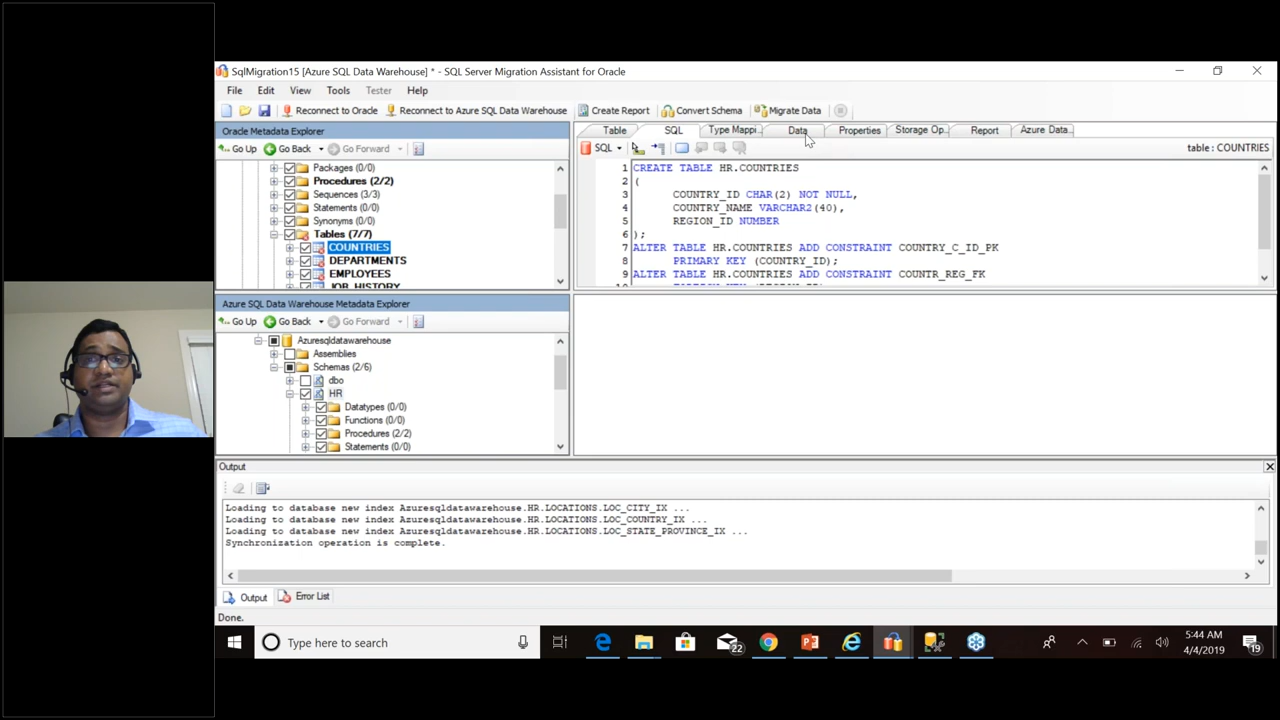 SqlMigration15 [Azure SQL Data Warehouse] * - SQL Server Migration Assistant for Oracle
File Edit View Tools Tester Help
Reconnect to Oracle Reconnect to Azure SQL Data Warehouse Create Report Convert Schema Migrate Data
Oracle Metadata Explorer
Go Up Go Back Go Forward
Packages (0/0)
Procedures (2/2)
Sequences (3/3)
Statements (0/0)
Synonyms (0/0)
Tables (7/7)
COUNTRIES
DEPARTMENTS
EMPLOYEES
JOB_HISTORY
Table SQL Type Mappi.. Data Properties Storage Op.. Report Azure Data..
SQL table : COUNTRIES
1 CREATE TABLE HR.COUNTRIES
2 (
3 COUNTRY_ID CHAR(2) NOT NULL,
4 COUNTRY_NAME VARCHAR2(40),
5 REGION_ID NUMBER
6 );
7 ALTER TABLE HR.COUNTRIES ADD CONSTRAINT COUNTRY_C_ID_PK
8 PRIMARY KEY (COUNTRY_ID);
9 ALTER TABLE HR.COUNTRIES ADD CONSTRAINT COUNTR_REG_FK
Azure SQL Data Warehouse Metadata Explorer
Go Up Go Back Go Forward
Azuresqldatawarehouse
Assemblies
Schemas (2/6)
dbo
HR
Datatypes (0/0)
Functions (0/0)
Procedures (2/2)
Statements (0/0)
Output
Loading to database new index Azuresqldatawarehouse.HR.LOCATIONS.LOC_CITY_IX ...
Loading to database new index Azuresqldatawarehouse.HR.LOCATIONS.LOC_COUNTRY_IX ...
Loading to database new index Azuresqldatawarehouse.HR.LOCATIONS.LOC_STATE_PROVINCE_IX ...
Synchronization operation is complete.
Output Error List
Done.
Type here to search
22
5:44 AM
4/4/2019
19